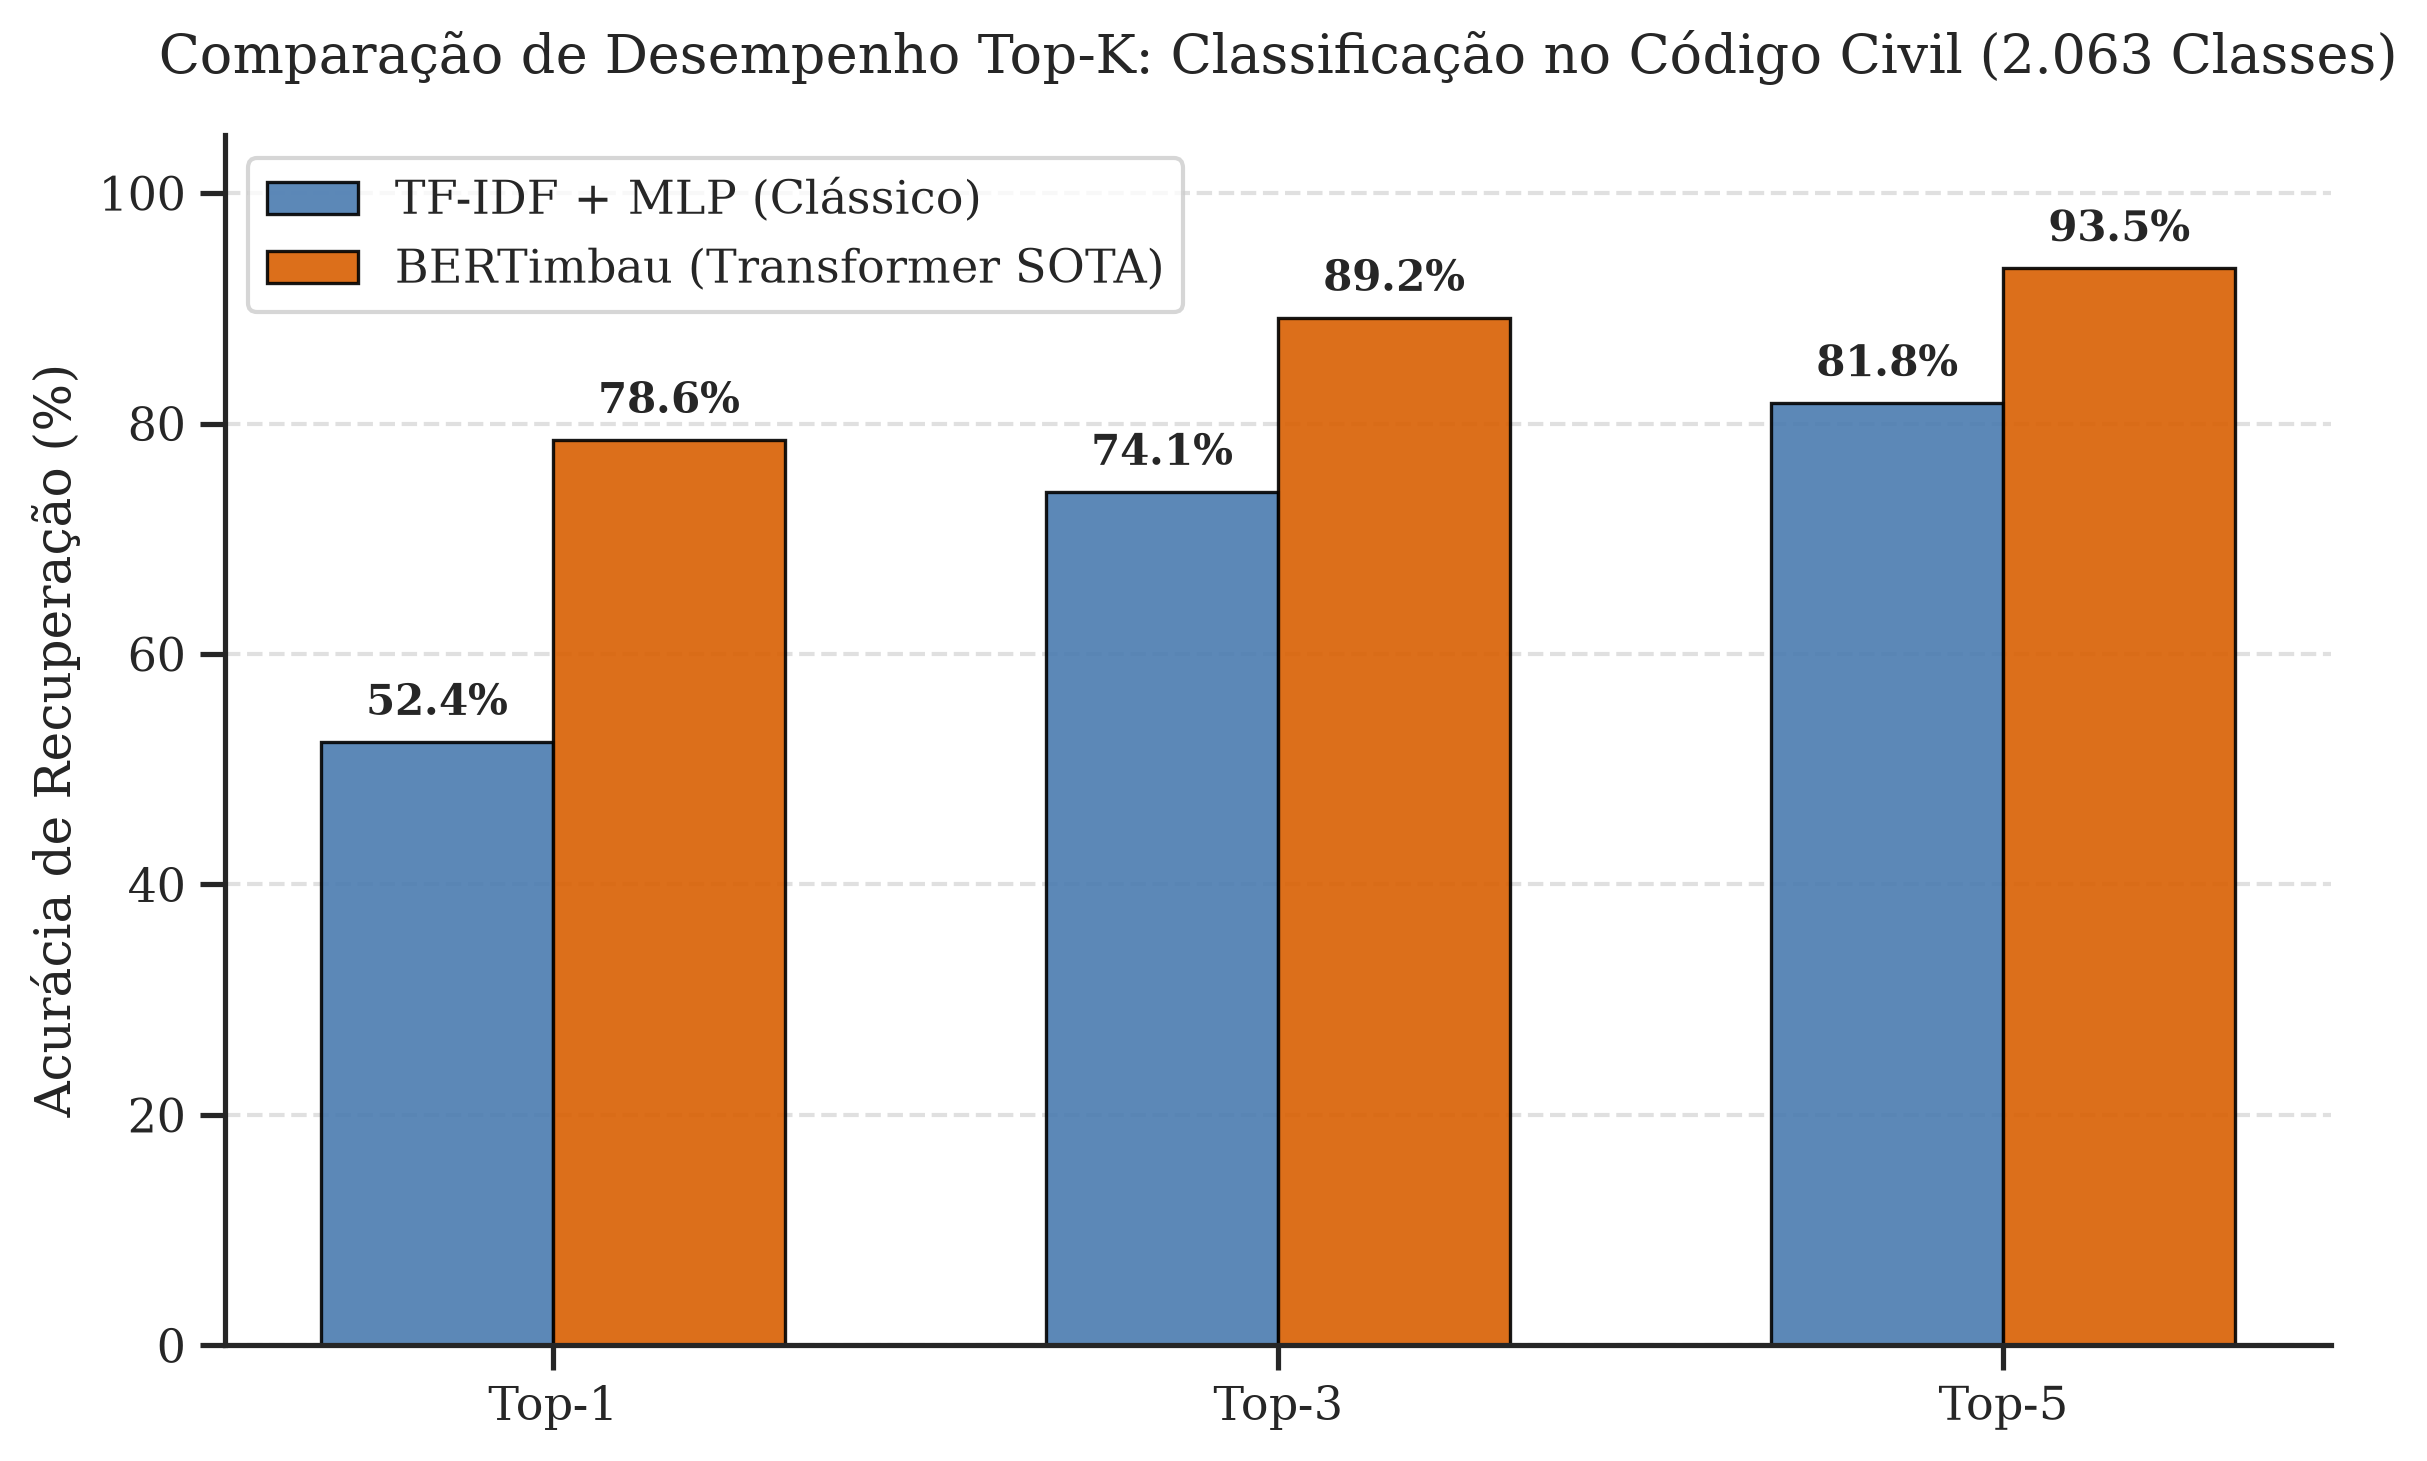 Comparação de Desempenho Top-K: Classificação no Código Civil (2.063 Classes)
Acurácia de Recuperação (%)
100
80
60
40
20
0
TF-IDF + MLP (Clássico)
BERTimbau (Transformer SOTA)
52.4%
78.6%
74.1%
89.2%
81.8%
93.5%
Top-1
Top-3
Top-5